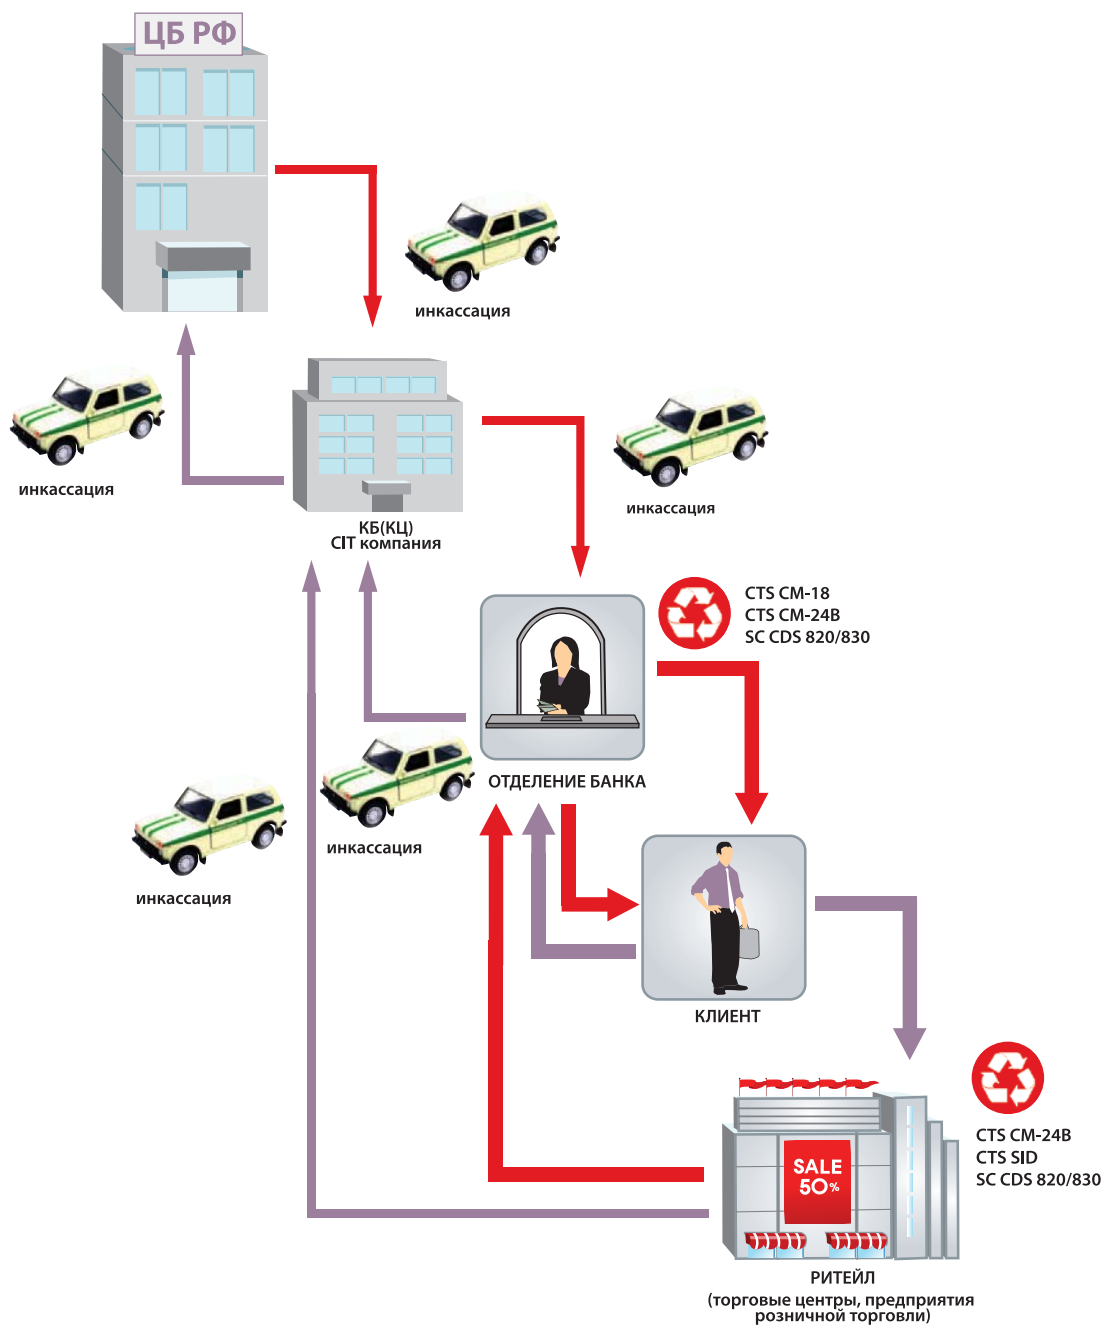 ЦБ РФ
инкассация
инкассация
инкассация
КБ(КЦ)
CIT компания
CTS CM-18
CTS CM-24B
SC CDS 820/830
ОТДЕЛЕНИЕ БАНКА
инкассация
инкассация
КЛИЕНТ
CTS CM-24B
CTS SID
SC CDS 820/830
SALE
50%
РИТЕЙЛ
(торговые центры, предприятия
розничной торговли)